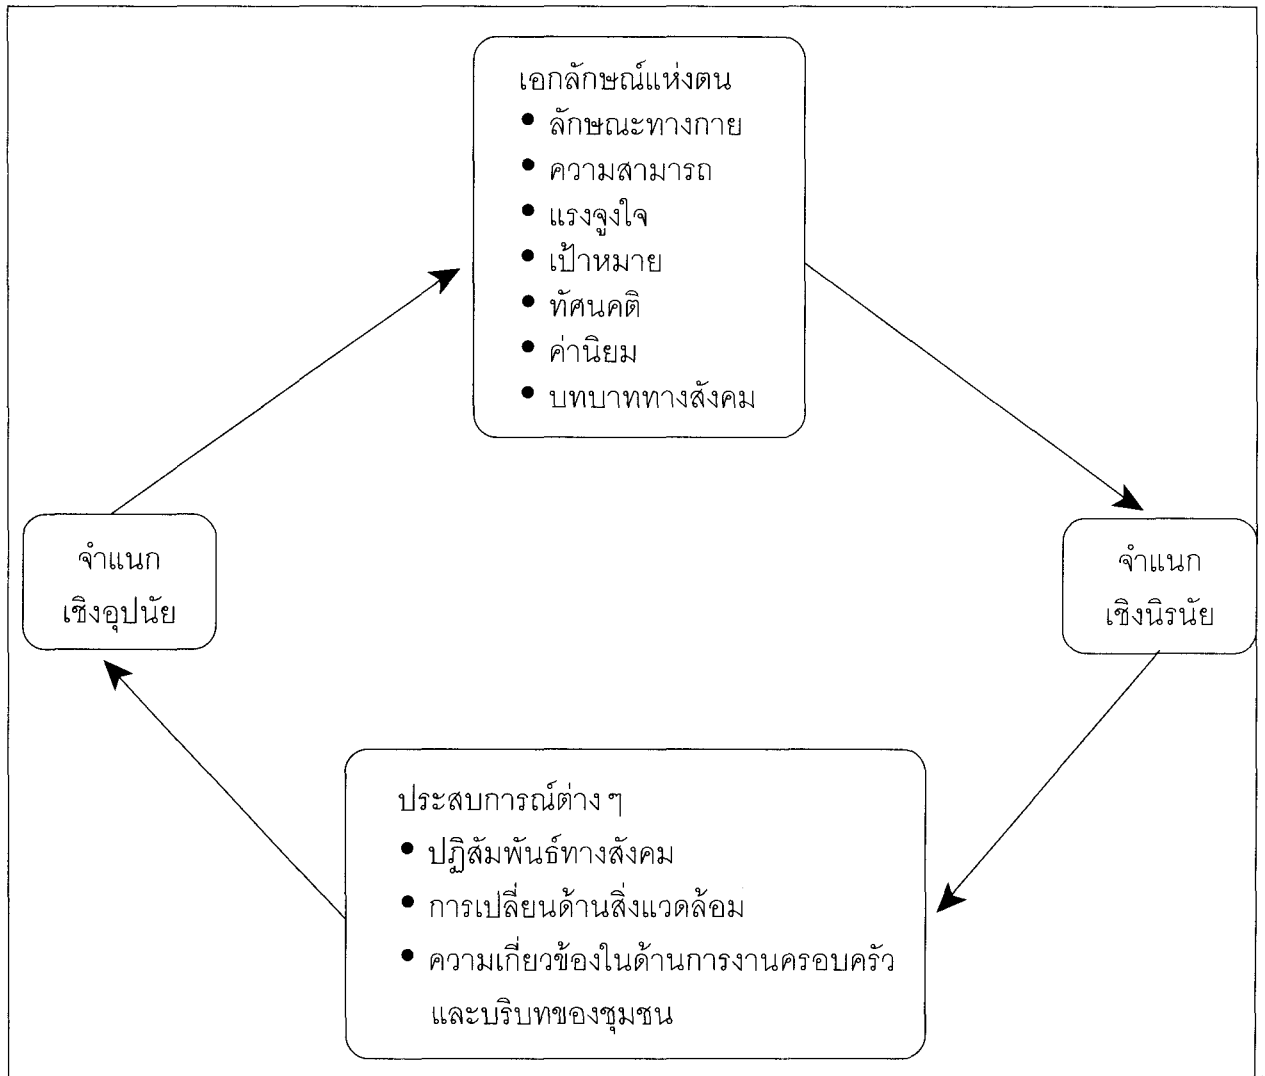 เอกลักษณ์แห่งตน
• ลักษณะทางกาย
• ความสามารถ
• แรงจูงใจ
• เป้าหมาย
• ทัศนคติ
• ค่านิยม
• บทบาททางสังคม
จำแนก
เชิงอุปนัย
จำแนก
เชิงนิรนัย
ประสบการณ์ต่าง ๆ
• ปฏิสัมพันธ์ทางสังคม
• การเปลี่ยนด้านสิ่งแวดล้อม
• ความเกี่ยวข้องในด้านการงานครอบครัว
และบริบทของชุมชน